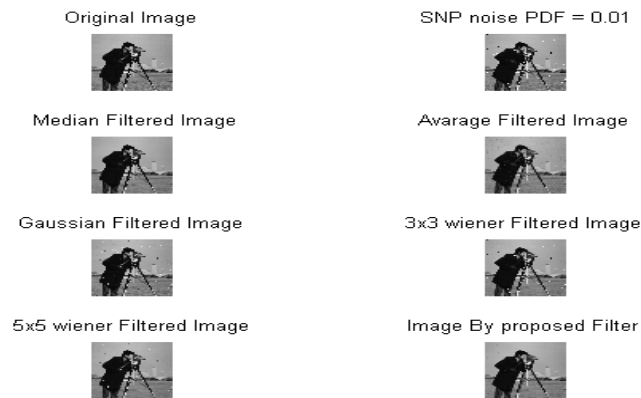 Original Image
SNP noise PDF = 0.01
Median Filtered Image
Avarage Filtered Image
Gaussian Filtered Image
3x3 wiener Filtered Image
5x5 wiener Filtered Image
Image By proposed Filter